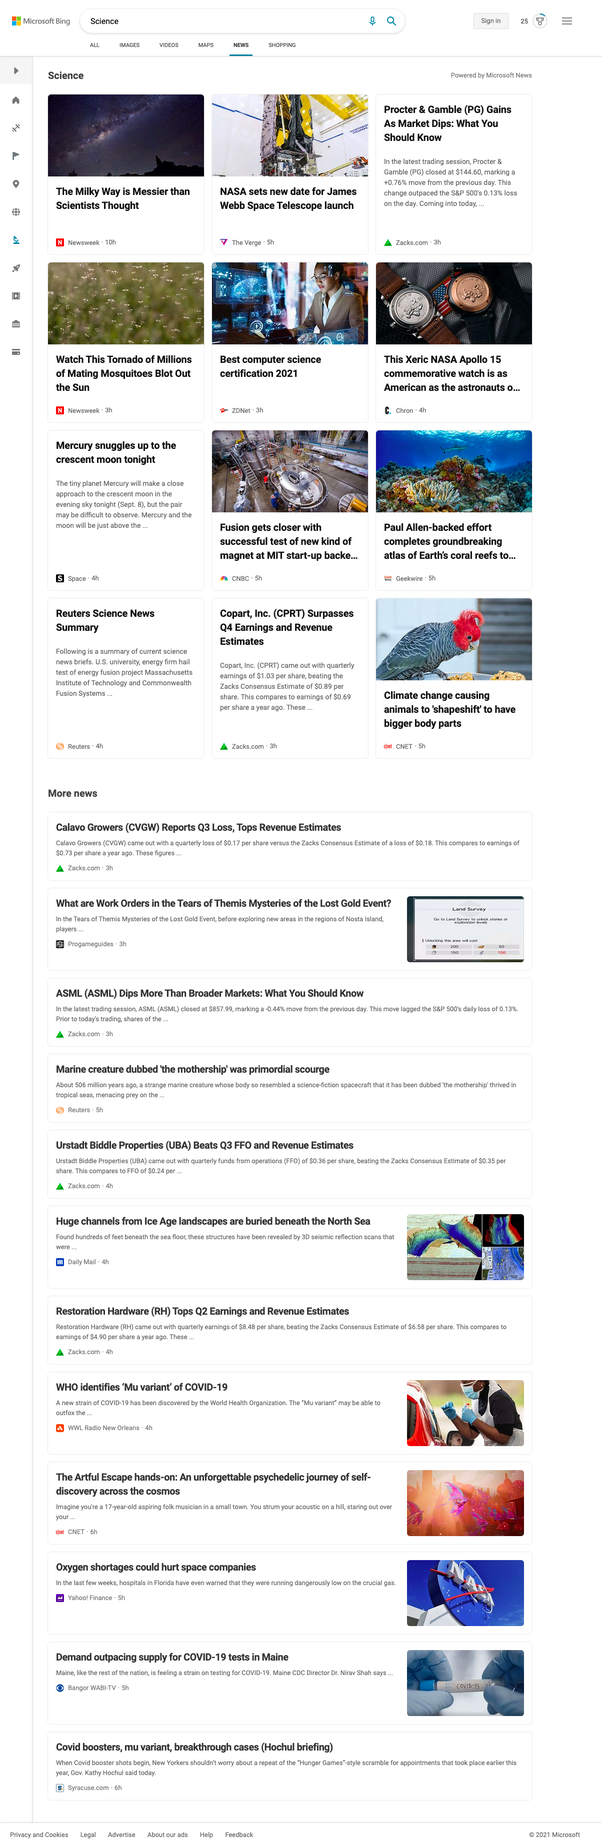 Microsoft Bing
Science
Sign in
25
ALL
IMAGES
VIDEOS
MAPS
NEWS
SHOPPING
Science
Powered by Microsoft News
The Milky Way is Messier than
Scientists Thought
Newsweek · 10h
NASA sets new date for James
Webb Space Telescope launch
The Verge · 5h
Procter & Gamble (PG) Gains
As Market Dips: What You
Should Know
In the latest trading session, Procter &
Gamble (PG) closed at $144.60, marking a
+0.76% move from the previous day. This
change outpaced the S&P 500's 0.13% loss
on the day. Coming into today, ...
Zacks.com · 3h
Watch This Tornado of Millions
of Mating Mosquitoes Blot Out
the Sun
Newsweek · 3h
Best computer science
certification 2021
ZDNet · 3h
This Xeric NASA Apollo 15
commemorative watch is as
American as the astronauts o...
Chron · 4h
Mercury snuggles up to the
crescent moon tonight
The tiny planet Mercury will make a close
approach to the crescent moon in the
evening sky tonight (Sept. 8), but the pair
may be difficult to observe. Mercury and the
moon will be just above the ...
Space · 4h
Fusion gets closer with
successful test of new kind of
magnet at MIT start-up backe...
CNBC · 5h
Paul Allen-backed effort
completes groundbreaking
atlas of Earth's coral reefs to...
Geekwire · 5h
Reuters Science News
Summary
Following is a summary of current science
news briefs. U.S. university, energy firm hail
test of energy fusion project Massachusetts
Institute of Technology and Commonwealth
Fusion Systems ...
Reuters · 4h
Copart, Inc. (CPRT) Surpasses
Q4 Earnings and Revenue
Estimates
Copart, Inc. (CPRT) came out with quarterly
earnings of $1.03 per share, beating the
Zacks Consensus Estimate of $0.89 per
share. This compares to earnings of $0.69
per share a year ago. These ...
Zacks.com · 3h
Climate change causing
animals to 'shapeshift' to have
bigger body parts
CNET · 5h
More news
Calavo Growers (CVGW) Reports Q3 Loss, Tops Revenue Estimates
Calavo Growers (CVGW) came out with a quarterly loss of $0.17 per share versus the Zacks Consensus Estimate of a loss of $0.18. This compares to earnings of
$0.73 per share a year ago. These figures ...
Zacks.com · 3h
What are Work Orders in the Tears of Themis Mysteries of the Lost Gold Event?
In the Tears of Themis Mysteries of the Lost Gold Event, before exploring new areas in the regions of Nosta Island,
players ...
Progameguides · 3h
Land Survey
Go to Land Survey to unlock stories or
exploration levels
Unlocking this area will cost
200
50
150
100
ASML (ASML) Dips More Than Broader Markets: What You Should Know
In the latest trading session, ASML (ASML) closed at $857.99, marking a -0.44% move from the previous day. This move lagged the S&P 500's daily loss of 0.13%.
Prior to today's trading, shares of the ...
Zacks.com · 3h
Marine creature dubbed 'the mothership' was primordial scourge
About 506 million years ago, a strange marine creature whose body so resembled a science-fiction spacecraft that it has been dubbed 'the mothership' thrived in
tropical seas, menacing prey on the ...
Reuters · 5h
Urstadt Biddle Properties (UBA) Beats Q3 FFO and Revenue Estimates
Urstadt Biddle Properties (UBA) came out with quarterly funds from operations (FFO) of $0.36 per share, beating the Zacks Consensus Estimate of $0.35 per
share. This compares to FFO of $0.24 per ...
Zacks.com · 4h
Huge channels from Ice Age landscapes are buried beneath the North Sea
Found hundreds of feet beneath the sea floor, these structures have been revealed by 3D seismic reflection scans that
were ...
Daily Mail · 4h
Restoration Hardware (RH) Tops Q2 Earnings and Revenue Estimates
Restoration Hardware (RH) came out with quarterly earnings of $8.48 per share, beating the Zacks Consensus Estimate of $6.58 per share. This compares to
earnings of $4.90 per share a year ago. These ...
Zacks.com · 4h
WHO identifies 'Mu variant' of COVID-19
A new strain of COVID-19 has been discovered by the World Health Organization. The "Mu variant" may be able to
outfox the ...
WWL Radio New Orleans · 4h
The Artful Escape hands-on: An unforgettable psychedelic journey of self-
discovery across the cosmos
Imagine you're a 17-year-old aspiring folk musician in a small town. You strum your acoustic on a hill, staring out over
your ...
CNET · 6h
Oxygen shortages could hurt space companies
In the last few weeks, hospitals in Florida have even warned that they were running dangerously low on the crucial gas.
Yahoo! Finance · 5h
Demand outpacing supply for COVID-19 tests in Maine
Maine, like the rest of the nation, is feeling a strain on testing for COVID-19. Maine CDC Director Dr. Nirav Shah says ...
Bangor WABI-TV · 5h
COVID-19
Covid boosters, mu variant, breakthrough cases (Hochul briefing)
When Covid booster shots begin, New Yorkers shouldn't worry about a repeat of the "Hunger Games"-style scramble for appointments that took place earlier this
year, Gov. Kathy Hochul said today.
Syracuse.com · 6h
Privacy and Cookies
Legal
Advertise
About our ads
Help
Feedback
© 2021 Microsoft